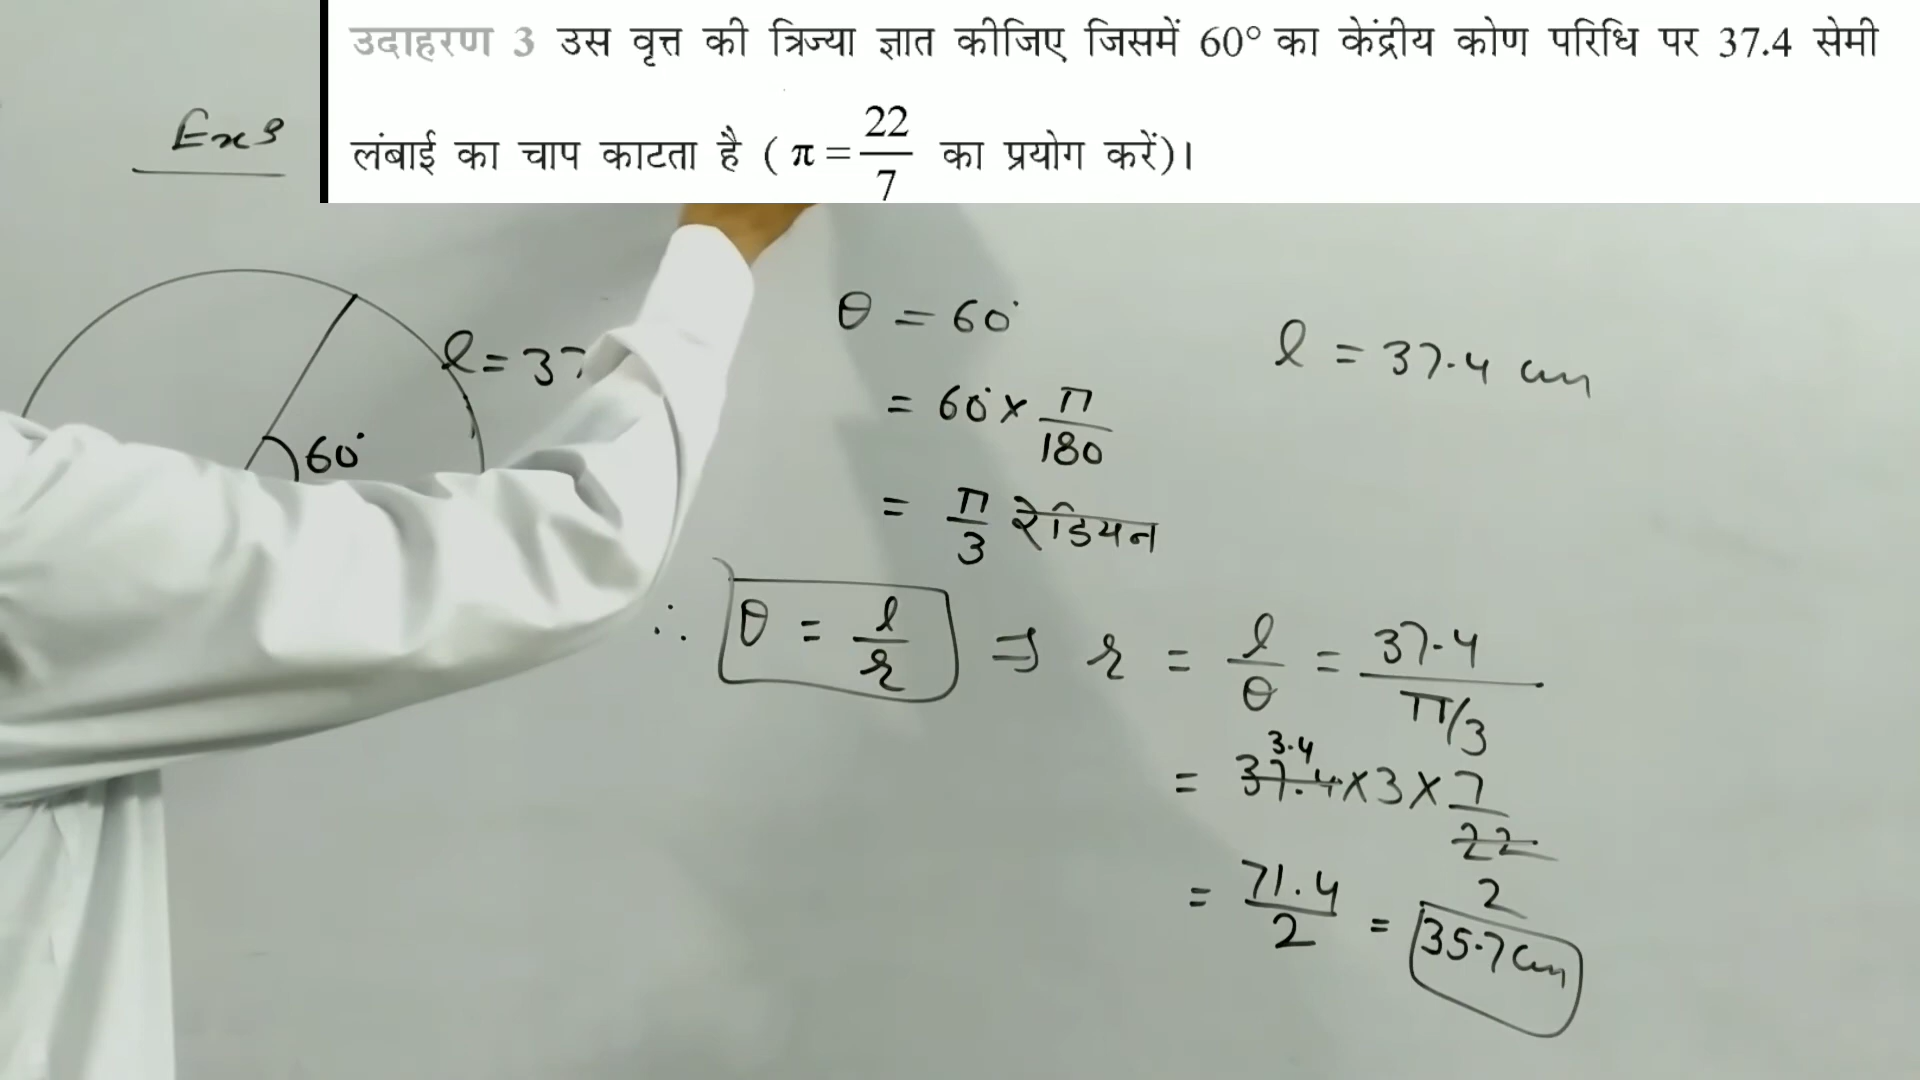 उदाहरण 3 उस वृत्त की त्रिज्या ज्ञात कीजिए जिसमें 60° का केंद्रीय कोण परिधि पर 37.4 सेमी
लंबाई का चाप काटता है ( π = 22/7 का प्रयोग करें)।
Ex 3
l = 37
60°
θ = 60°
= 60° × π/180
= π/3 रेडियन
l = 37.4 cm
∴ θ = l/r ⇒ r = l/θ = 37.4/π/3
3.4
= 37.4 × 3 × 7/22
2
= 71.4/2 = 35.7 cm